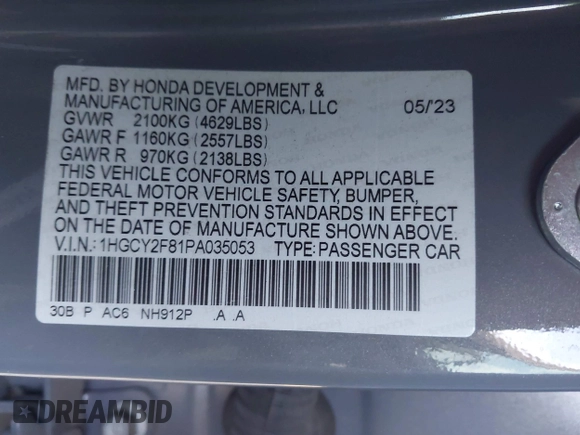 MFD. BY HONDA DEVELOPMENT &
MANUFACTURING OF AMERICA, LLC 05/'23
GVWR 2100KG (4629LBS)
GAWR F 1160KG (2557LBS)
GAWR R 970KG (2138LBS)
THIS VEHICLE CONFORMS TO ALL APPLICABLE
FEDERAL MOTOR VEHICLE SAFETY, BUMPER,
AND THEFT PREVENTION STANDARDS IN EFFECT
ON THE DATE OF MANUFACTURE SHOWN ABOVE.
V.I.N.: 1HGCY2F81PA035053 TYPE: PASSENGER CAR
30B P AC6 NH912P .A .A
DREAMBID